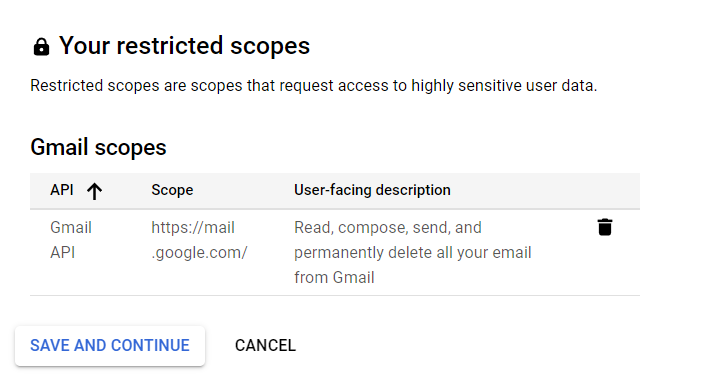 Your restricted scopes
Restricted scopes are scopes that request access to highly sensitive user data.
Gmail scopes
API Scope User-facing description
Gmail https://mail Read, compose, send, and
API .google.com/ permanently delete all your email
from Gmail
SAVE AND CONTINUE CANCEL